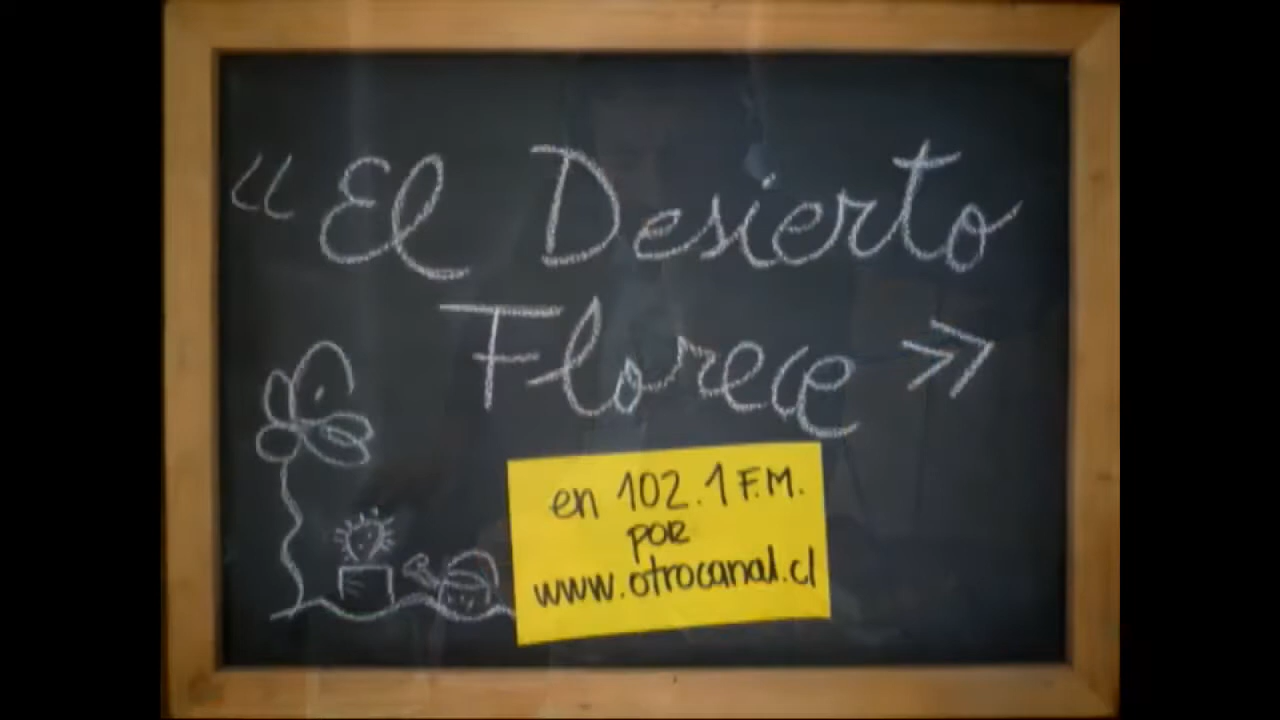 “El Desierto
Florece”
en 102.1 F.M.
por
www.otrocanal.cl